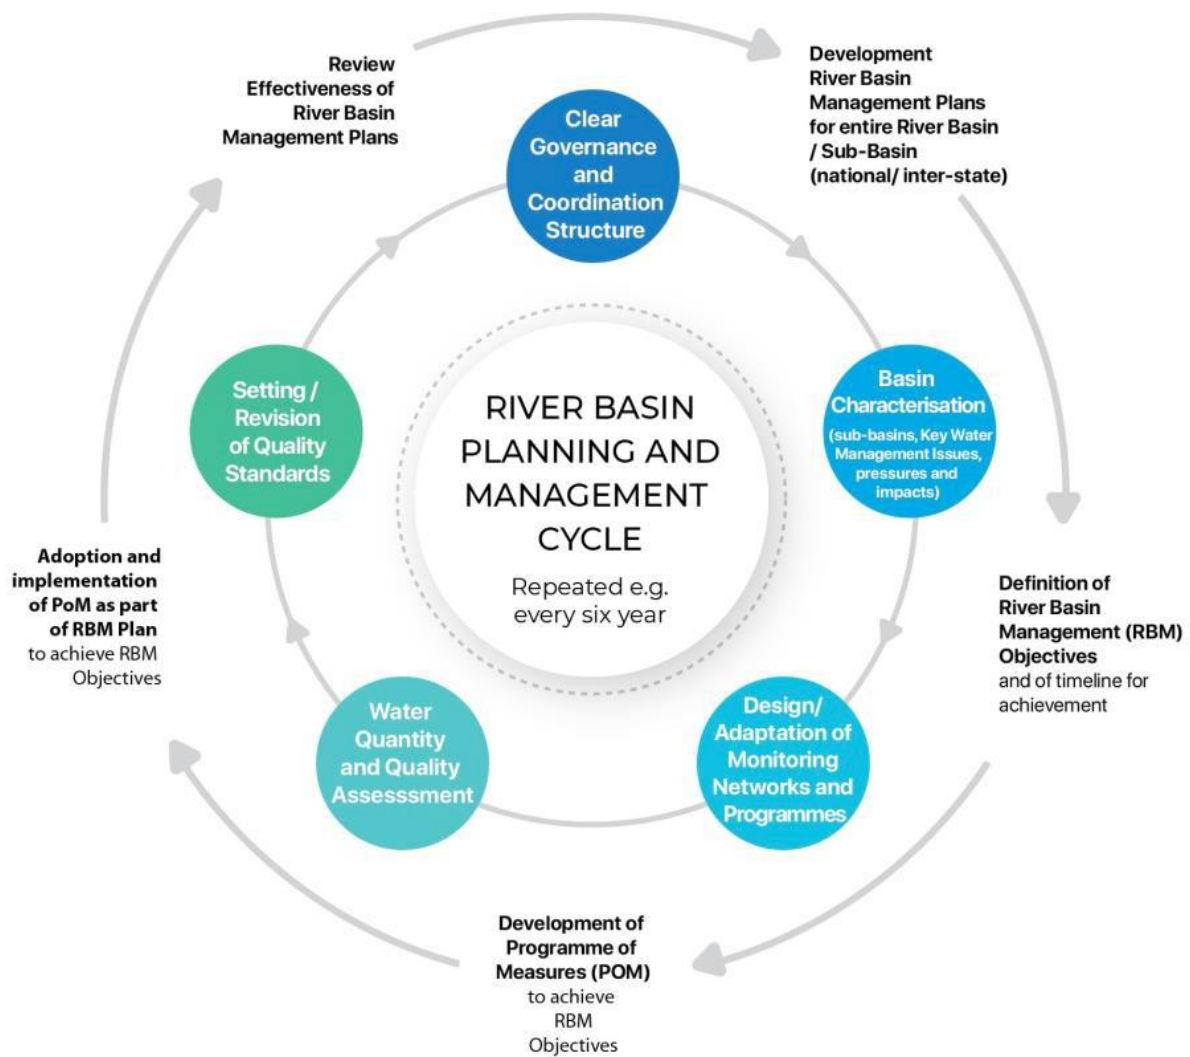 Review
Effectiveness of
River Basin
Management Plans
Development
River Basin
Management Plans
for entire River Basin
/ Sub-Basin
(national/ inter-state)
Clear
Governance
and
Coordination
Structure
Setting /
Revision
of Quality
Standards
RIVER BASIN
PLANNING AND
MANAGEMENT
CYCLE
Repeated e.g.
every six year
Basin
Characterisation
(sub-basins, Key Water
Management Issues,
pressures and
impacts)
Adoption and
implementation
of PoM as part
of RBM Plan
to achieve RBM
Objectives
Definition of
River Basin
Management (RBM)
Objectives
and of timeline for
achievement
Water
Quantity
and Quality
Assesssment
Design/
Adaptation of
Monitoring
Networks and
Programmes
Development of
Programme of
Measures (POM)
to achieve
RBM
Objectives